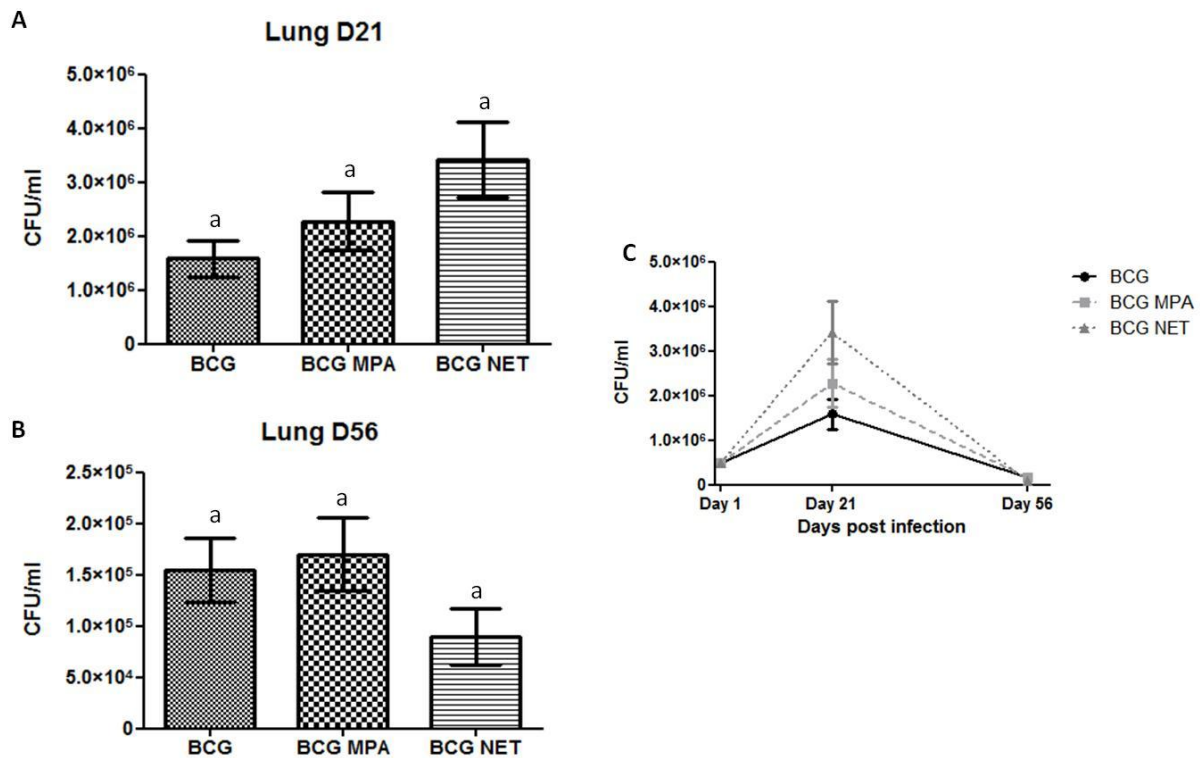 A
Lung D21
5.0×10⁶
4.0×10⁶
3.0×10⁶
2.0×10⁶
1.0×10⁶
0
CFU/ml
a
a
a
BCG BCG MPA BCG NET
B
Lung D56
2.5×10⁵
2.0×10⁵
1.5×10⁵
1.0×10⁵
5.0×10⁴
0
CFU/ml
a
a
a
BCG BCG MPA BCG NET
C
5.0×10⁶
4.0×10⁶
3.0×10⁶
2.0×10⁶
1.0×10⁶
0
CFU/ml
Day 1 Day 21 Day 56
Days post infection
BCG
BCG MPA
BCG NET